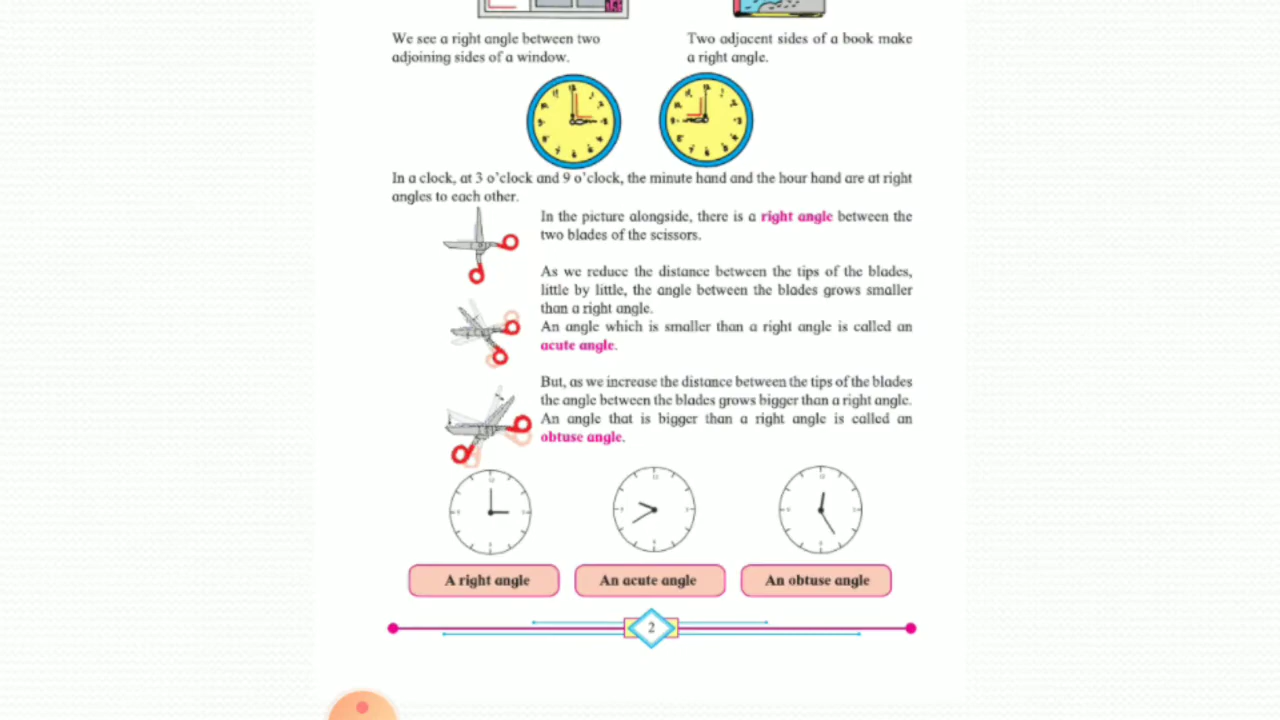 We see a right angle between two
adjoining sides of a window.
Two adjacent sides of a book make
a right angle.
In a clock, at 3 o'clock and 9 o'clock, the minute hand and the hour hand are at right
angles to each other.
In the picture alongside, there is a right angle between the
two blades of the scissors.
As we reduce the distance between the tips of the blades,
little by little, the angle between the blades grows smaller
than a right angle.
An angle which is smaller than a right angle is called an
acute angle.
But, as we increase the distance between the tips of the blades
the angle between the blades grows bigger than a right angle.
An angle that is bigger than a right angle is called an
obtuse angle.
A right angle
An acute angle
An obtuse angle
2